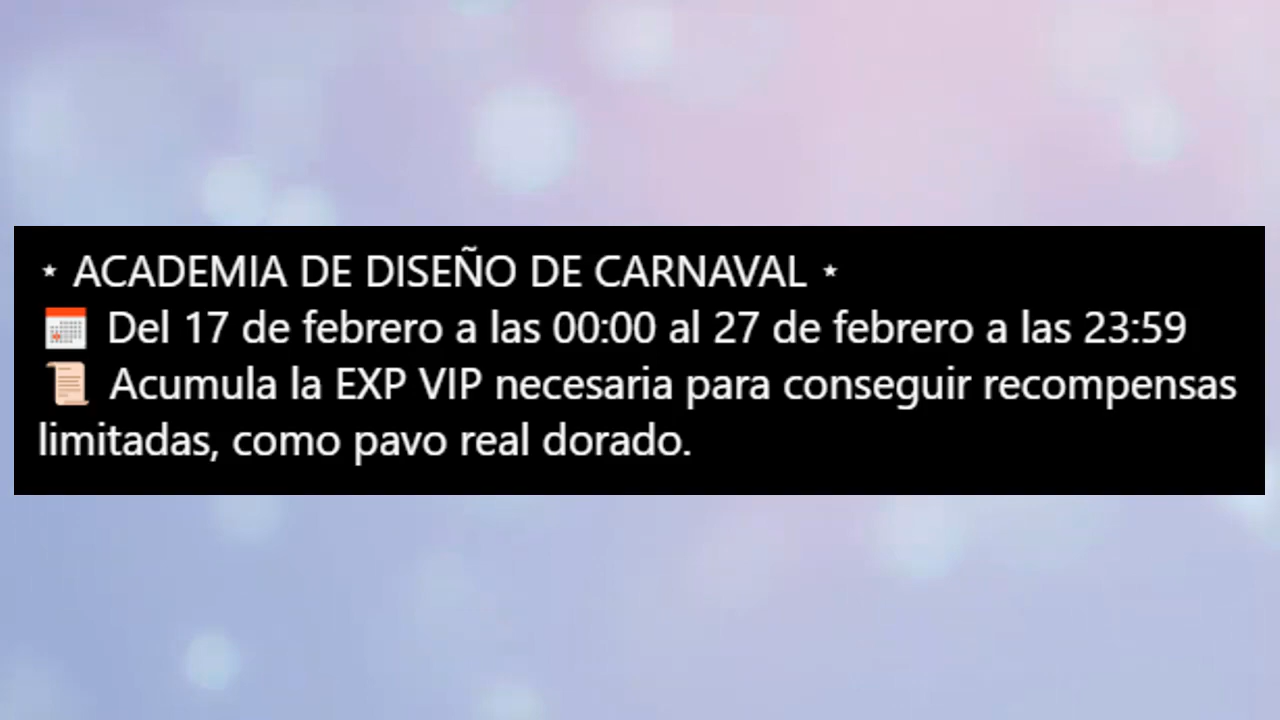 ⋆ ACADEMIA DE DISEÑO DE CARNAVAL ⋆
📅 Del 17 de febrero a las 00:00 al 27 de febrero a las 23:59
📜 Acumula la EXP VIP necesaria para conseguir recompensas
limitadas, como pavo real dorado.